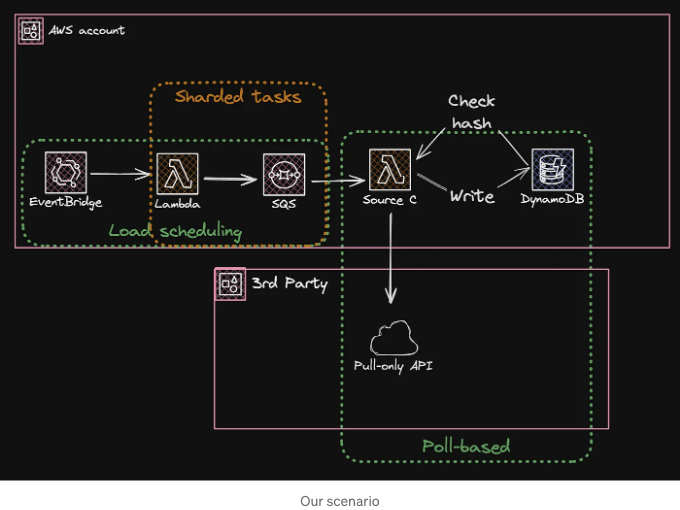 AWS account
Sharded tasks
Check
hash
EventBridge
Lambda
SQS
Source C
Write
DynamoDB
Load scheduling
3rd Party
Pull-only API
Poll-based
Our scenario